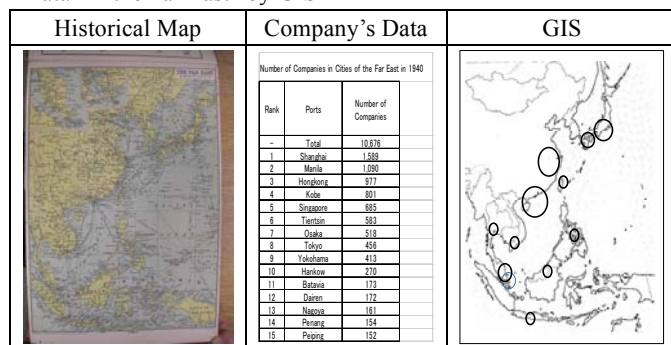 Historical Map
Company's Data
GIS
THE FAR EAST
Number of Companies in Cities of the Far East in 1940
Rank Ports Number of Companies
- Total 10,676
1 Shanghai 1,589
2 Manila 1,090
3 Hongkong 977
4 Kobe 801
5 Singapore 685
6 Tientsin 583
7 Osaka 518
8 Tokyo 456
9 Yokohama 413
10 Hankow 270
11 Batavia 173
12 Dairen 172
13 Nagoya 161
14 Penang 154
15 Peiping 152